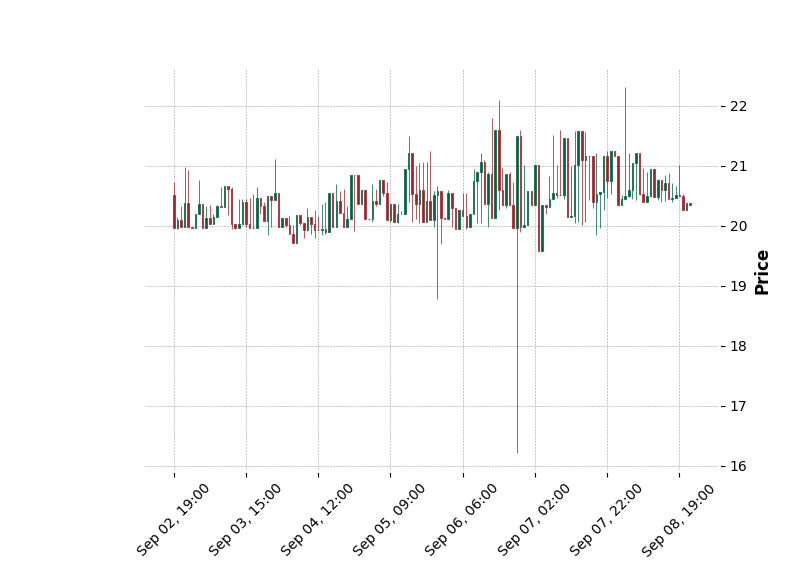 22
21
20
19
18
17
16
Price
Sep 02, 19:00
Sep 03, 15:00
Sep 04, 12:00
Sep 05, 09:00
Sep 06, 06:00
Sep 07, 02:00
Sep 07, 22:00
Sep 08, 19:00